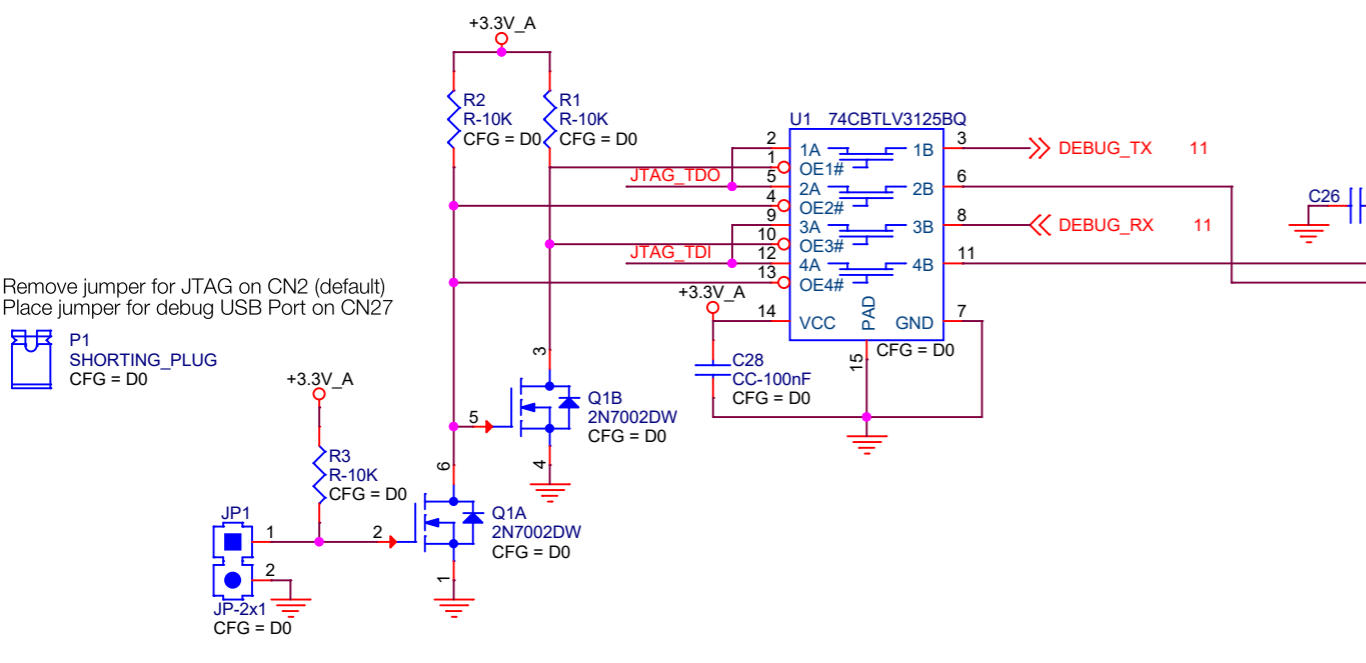 +3.3V_A
R2
R-10K
CFG = D0
R1
R-10K
CFG = D0
U1 74CBTLV3125BQ
2 1A 1B 3 DEBUG_TX 11
1 OE1#
JTAG_TDO 5 2A 2B 6
4 OE2#
9 3A 3B 8 DEBUG_RX 11
10 OE3#
JTAG_TDI 12 4A 4B 11
13 OE4#
+3.3V_A
14 VCC PAD GND 7
15 CFG = D0
C28
CC-100nF
CFG = D0
C26
Remove jumper for JTAG on CN2 (default)
Place jumper for debug USB Port on CN27
P1
SHORTING_PLUG
CFG = D0
+3.3V_A
R3
R-10K
CFG = D0
3
5
Q1B
2N7002DW
CFG = D0
4
6
2
Q1A
2N7002DW
CFG = D0
1
JP1
1
2
JP-2x1
CFG = D0